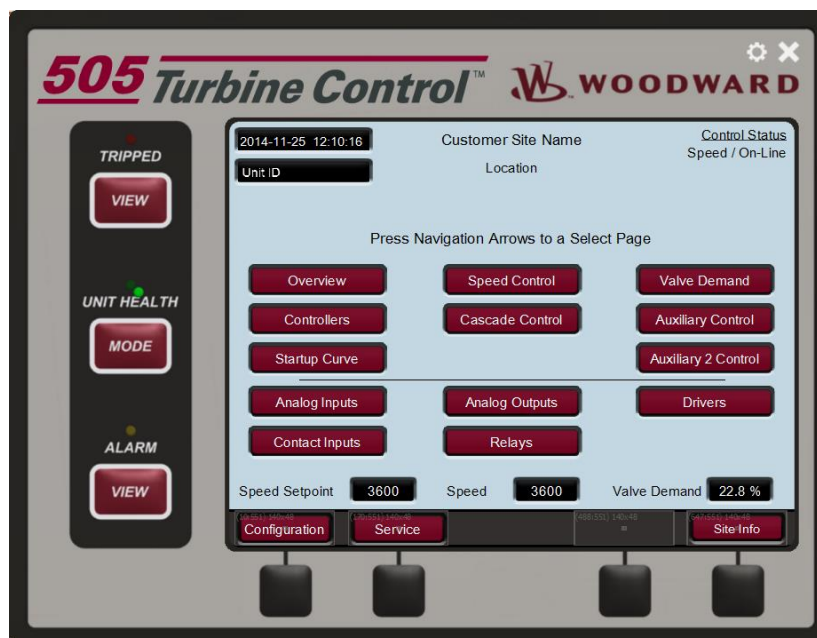 505 Turbine Control™
WOODWARD
TRIPPED
VIEW
UNIT HEALTH
MODE
ALARM
VIEW
2014-11-25 12:10:16
Customer Site Name
Control Status
Unit ID
Location
Speed / On-Line
Press Navigation Arrows to a Select Page
Overview
Speed Control
Valve Demand
Controllers
Cascade Control
Auxiliary Control
Startup Curve
Auxiliary 2 Control
Analog Inputs
Analog Outputs
Drivers
Contact Inputs
Relays
Speed Setpoint 3600
Speed 3600
Valve Demand 22.8 %
Configuration
Service
Site Info